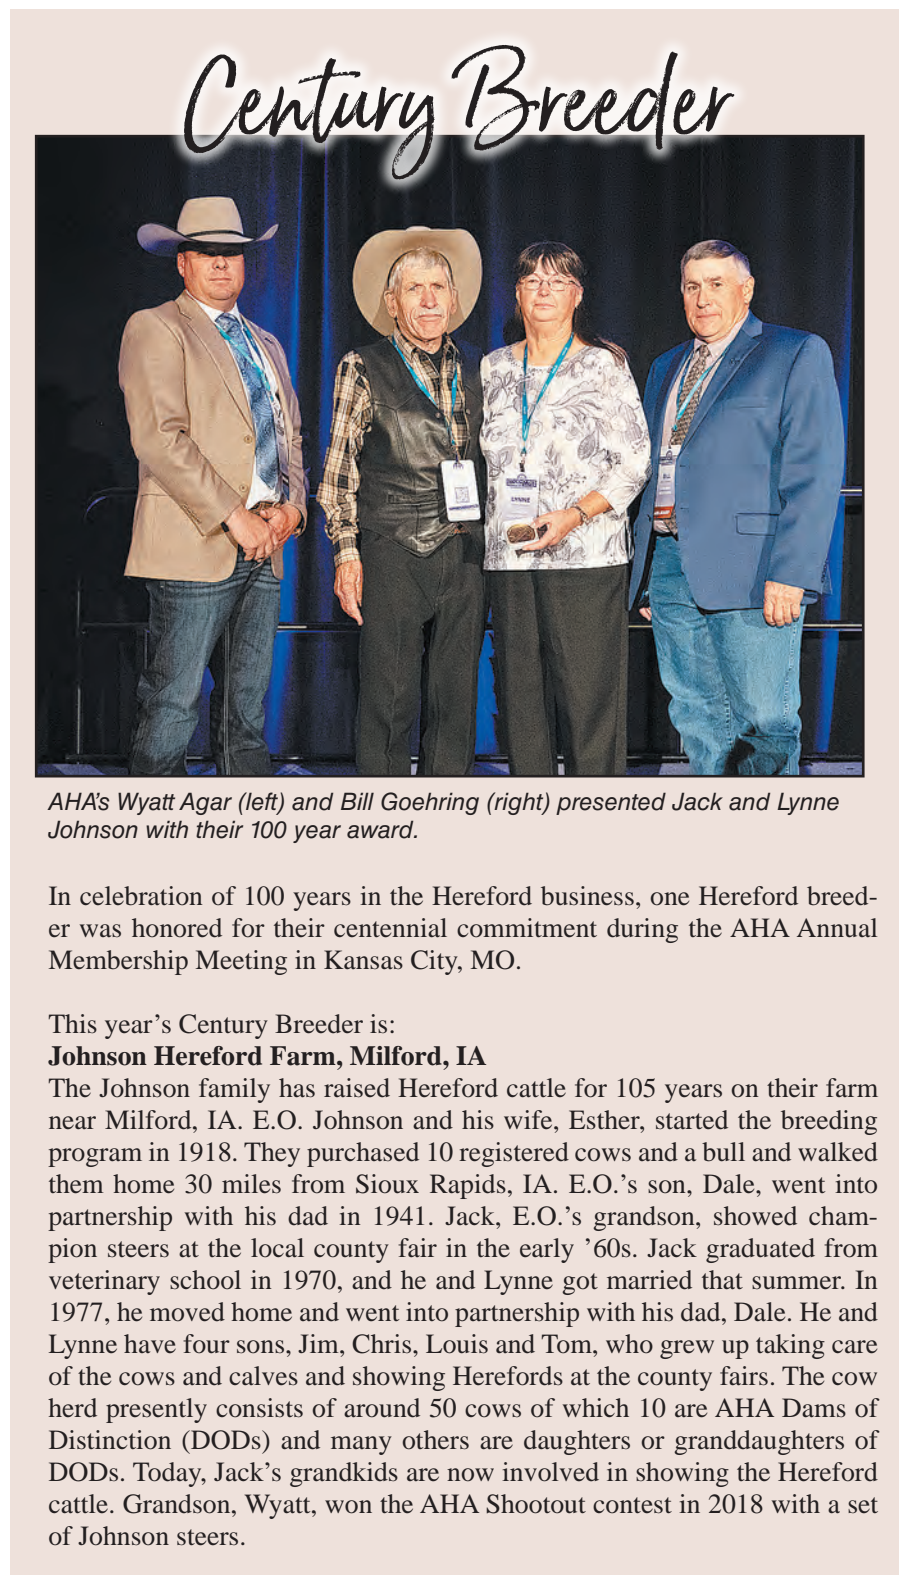 Century Breeder
LYNNE
BILL
AHA's Wyatt Agar (left) and Bill Goehring (right) presented Jack and Lynne
Johnson with their 100 year award.
In celebration of 100 years in the Hereford business, one Hereford breed-
er was honored for their centennial commitment during the AHA Annual
Membership Meeting in Kansas City, MO.
This year's Century Breeder is:
Johnson Hereford Farm, Milford, IA
The Johnson family has raised Hereford cattle for 105 years on their farm
near Milford, IA. E.O. Johnson and his wife, Esther, started the breeding
program in 1918. They purchased 10 registered cows and a bull and walked
them home 30 miles from Sioux Rapids, IA. E.O.'s son, Dale, went into
partnership with his dad in 1941. Jack, E.O.'s grandson, showed cham-
pion steers at the local county fair in the early ’60s. Jack graduated from
veterinary school in 1970, and he and Lynne got married that summer. In
1977, he moved home and went into partnership with his dad, Dale. He and
Lynne have four sons, Jim, Chris, Louis and Tom, who grew up taking care
of the cows and calves and showing Herefords at the county fairs. The cow
herd presently consists of around 50 cows of which 10 are AHA Dams of
Distinction (DODs) and many others are daughters or granddaughters of
DODs. Today, Jack's grandkids are now involved in showing the Hereford
cattle. Grandson, Wyatt, won the AHA Shootout contest in 2018 with a set
of Johnson steers.